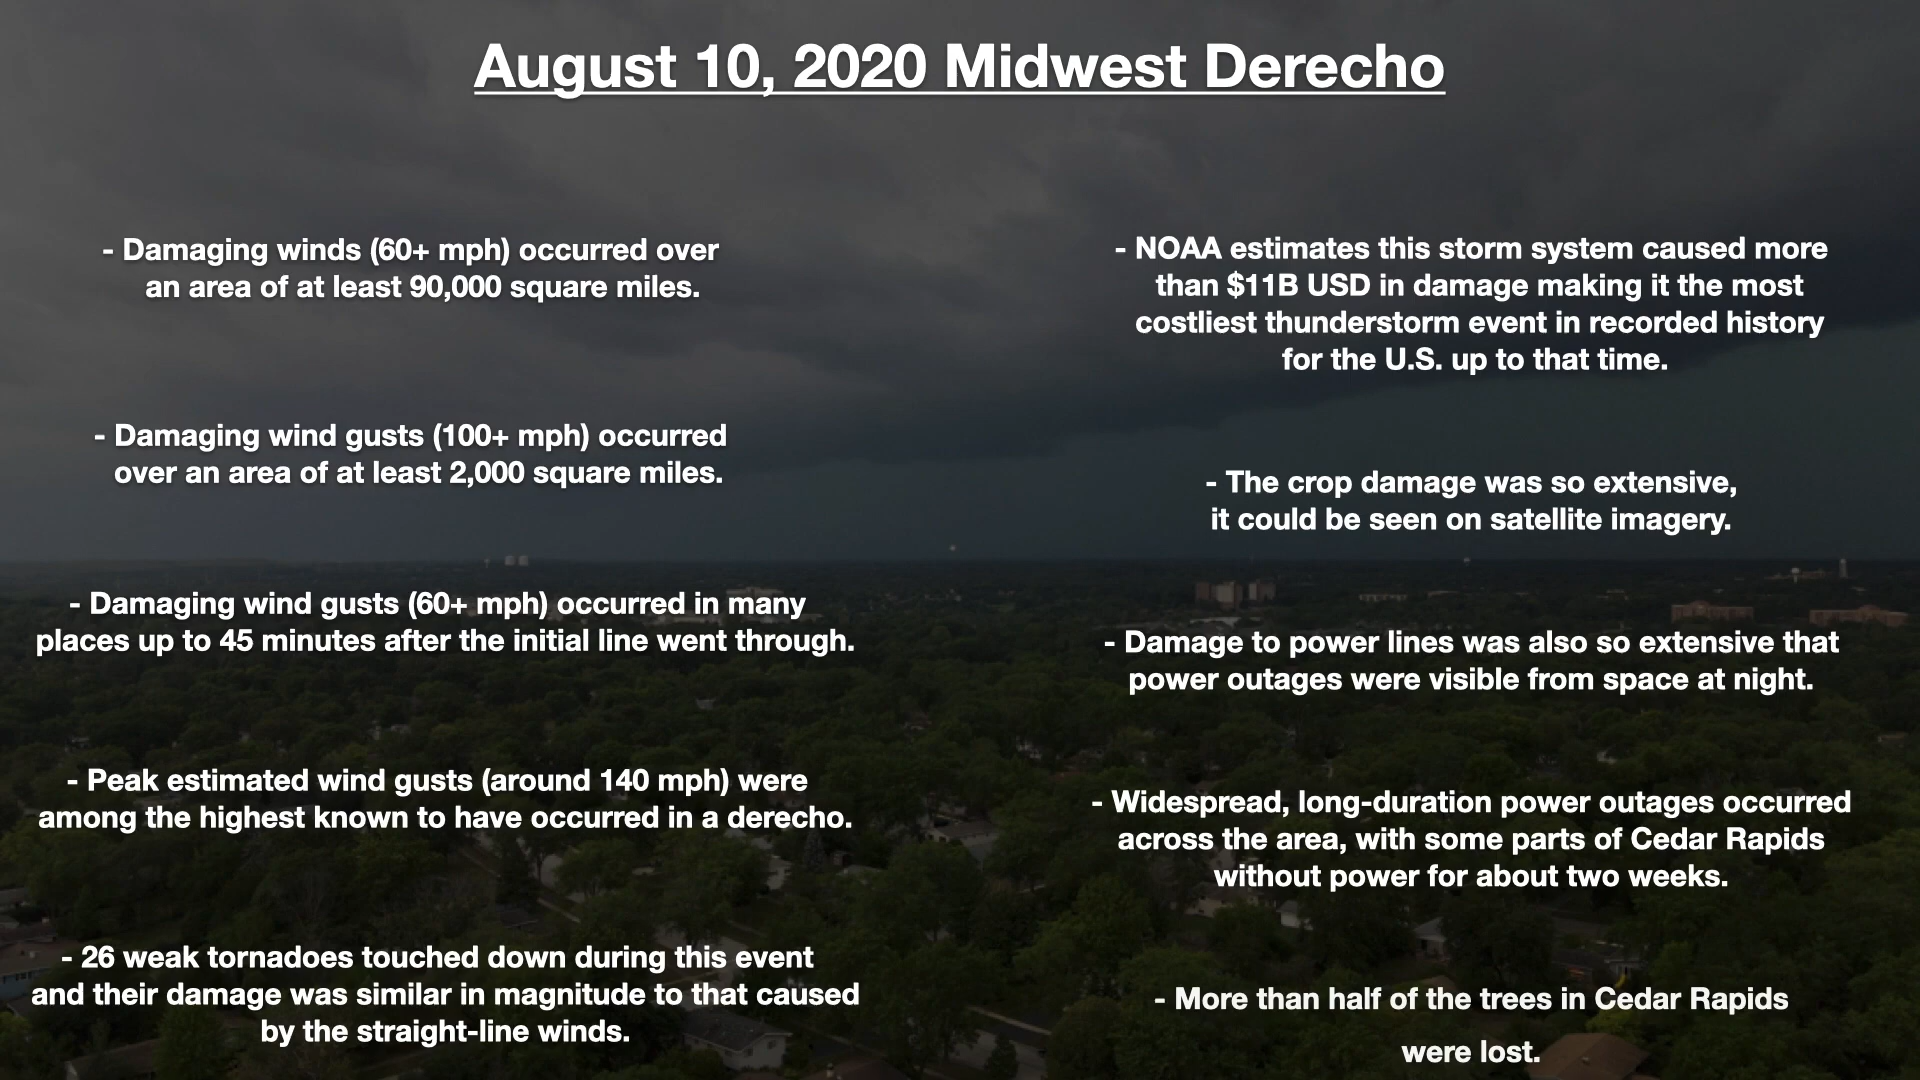 August 10, 2020 Midwest Derecho
- Damaging winds (60+ mph) occurred over
an area of at least 90,000 square miles.
- Damaging wind gusts (100+ mph) occurred
over an area of at least 2,000 square miles.
- Damaging wind gusts (60+ mph) occurred in many
places up to 45 minutes after the initial line went through.
- Peak estimated wind gusts (around 140 mph) were
among the highest known to have occurred in a derecho.
- 26 weak tornadoes touched down during this event
and their damage was similar in magnitude to that caused
by the straight-line winds.
- NOAA estimates this storm system caused more
than $11B USD in damage making it the most
costliest thunderstorm event in recorded history
for the U.S. up to that time.
- The crop damage was so extensive,
it could be seen on satellite imagery.
- Damage to power lines was also so extensive that
power outages were visible from space at night.
- Widespread, long-duration power outages occurred
across the area, with some parts of Cedar Rapids
without power for about two weeks.
- More than half of the trees in Cedar Rapids
were lost.